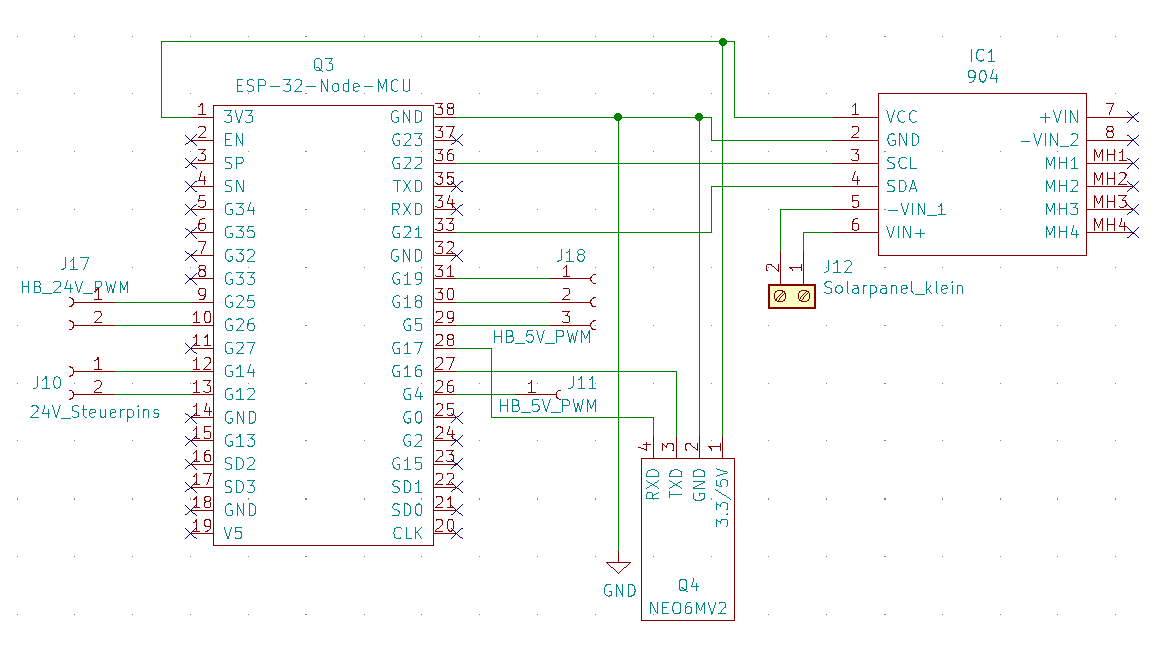 Q3
ESP-32-Node-MCU
1 3V3
2 EN
3 SP
4 SN
5 G34
6 G35
7 G32
8 G33
9 G25
10 G26
11 G27
12 G14
13 G12
14 GND
15 G13
16 SD2
17 SD3
18 GND
19 V5
GND 38
G23 37
G22 36
TXD 35
RXD 34
G21 33
GND 32
G19 31
G18 30
G5 29
G17 28
G16 27
G4 26
G0 25
G2 24
G15 23
SD1 22
SD0 21
CLK 20
J17
HB_24V_PWM
1
2
J10
1
2
24V_Steuerpins
J18
1
2
3
HB_5V_PWM
1 J11
HB_5V_PWM
IC1
904
1 VCC
2 GND
3 SCL
4 SDA
5 -VIN_1
6 VIN+
+VIN 7
-VIN_2 8
MH1 MH1
MH2 MH2
MH3 MH3
MH4 MH4
2 1
J12
Solarpanel_klein
4 3 2 1
RXD TXD GND 3.3/5V
Q4
NEO6MV2
GND